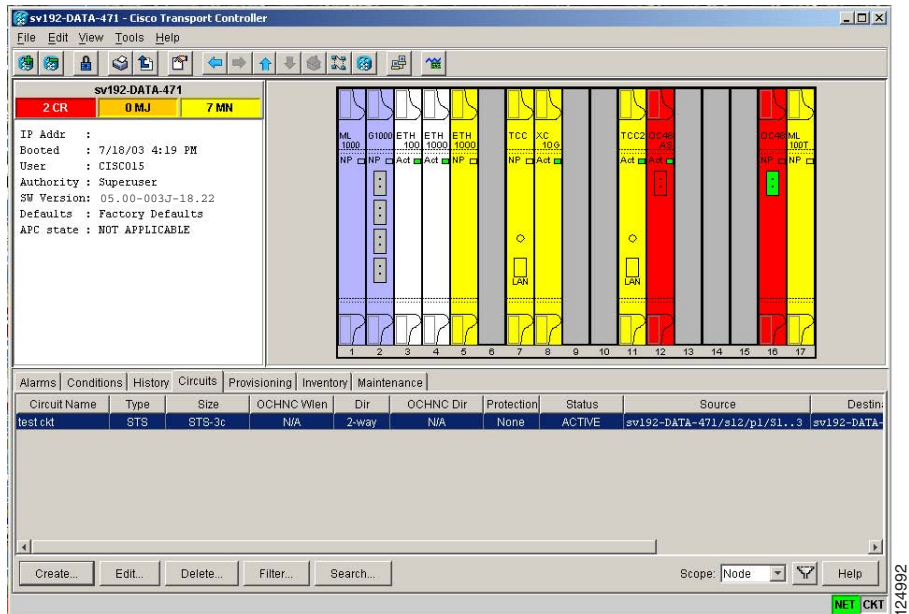 sv192-DATA-471 - Cisco Transport Controller
File Edit View Tools Help
sv192-DATA-471
2 CR 0 MJ 7 MN
IP Addr :
Booted : 7/18/03 4:19 PM
User : CISCO15
Authority : Superuser
SW Version: 05.00-003J-18.22
Defaults : Factory Defaults
APC state : NOT APPLICABLE
ML G1000 ETH ETH ETH TCC XC TCC2 OC48 OC48 ML
1000 100 1000 1000 10G AS 100T
NP NP Act Act NP NP Act Act Act NP NP
LAN LAN
1 2 3 4 5 6 7 8 9 10 11 12 13 14 15 16 17
Alarms Conditions History Circuits Provisioning Inventory Maintenance
Circuit Name Type Size OCHNC Wlen Dir OCHNC Dir Protection Status Source Destin
test ckt STS STS-3c N/A 2-way N/A None ACTIVE sv192-DATA-471/s12/p1/S1..3 sv192-DATA-
Create... Edit... Delete... Filter... Search... Scope: Node Help
NET CKT
124992